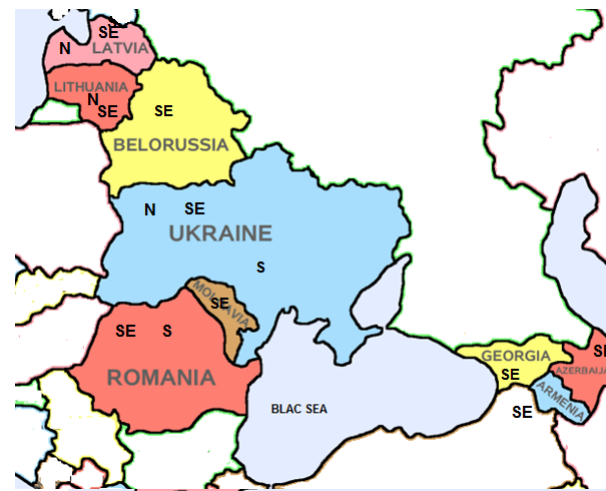 SE
N LATVIA
LITHUANIA
N
SE
SE
BELORUSSIA
N SE
UKRAINE
S
MOLDAVIA
SE
SE S
ROMANIA
BLAC SEA
GEORGIA
SE
SE
AZERBAIJA
ARMENIA
SE